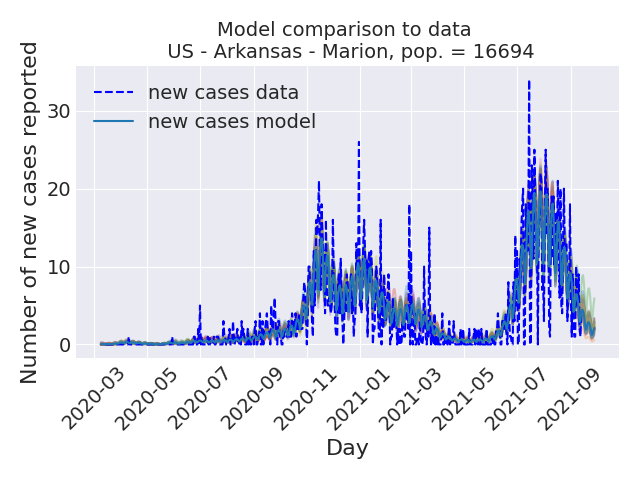 Model comparison to data
US - Arkansas - Marion, pop. = 16694
Number of new cases reported
30
20
10
0
new cases data
new cases model
2020-03
2020-05
2020-07
2020-09
2020-11
2021-01
2021-03
2021-05
2021-07
2021-09
Day